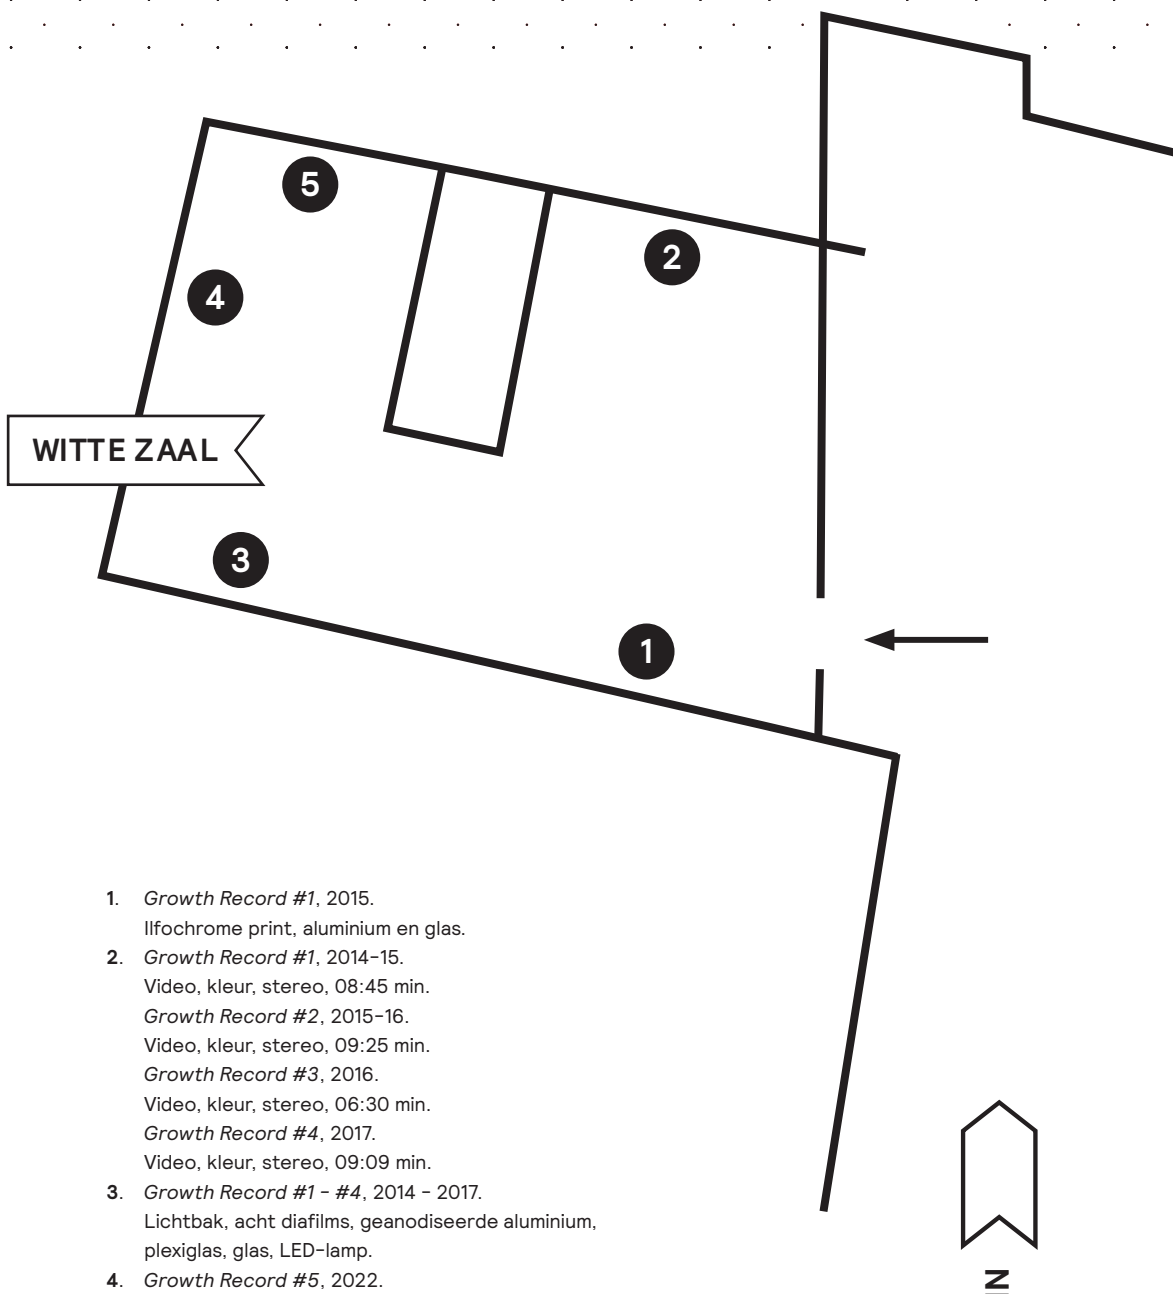 5
2
4
WITTE ZAAL
3
1
1. Growth Record #1, 2015.
Ilfochrome print, aluminium en glas.
2. Growth Record #1, 2014-15.
Video, kleur, stereo, 08:45 min.
Growth Record #2, 2015-16.
Video, kleur, stereo, 09:25 min.
Growth Record #3, 2016.
Video, kleur, stereo, 06:30 min.
Growth Record #4, 2017.
Video, kleur, stereo, 09:09 min.
3. Growth Record #1 - #4, 2014 - 2017.
Lichtbak, acht diafilms, geanodiseerde aluminium,
plexiglas, glas, LED-lamp.
4. Growth Record #5, 2022.